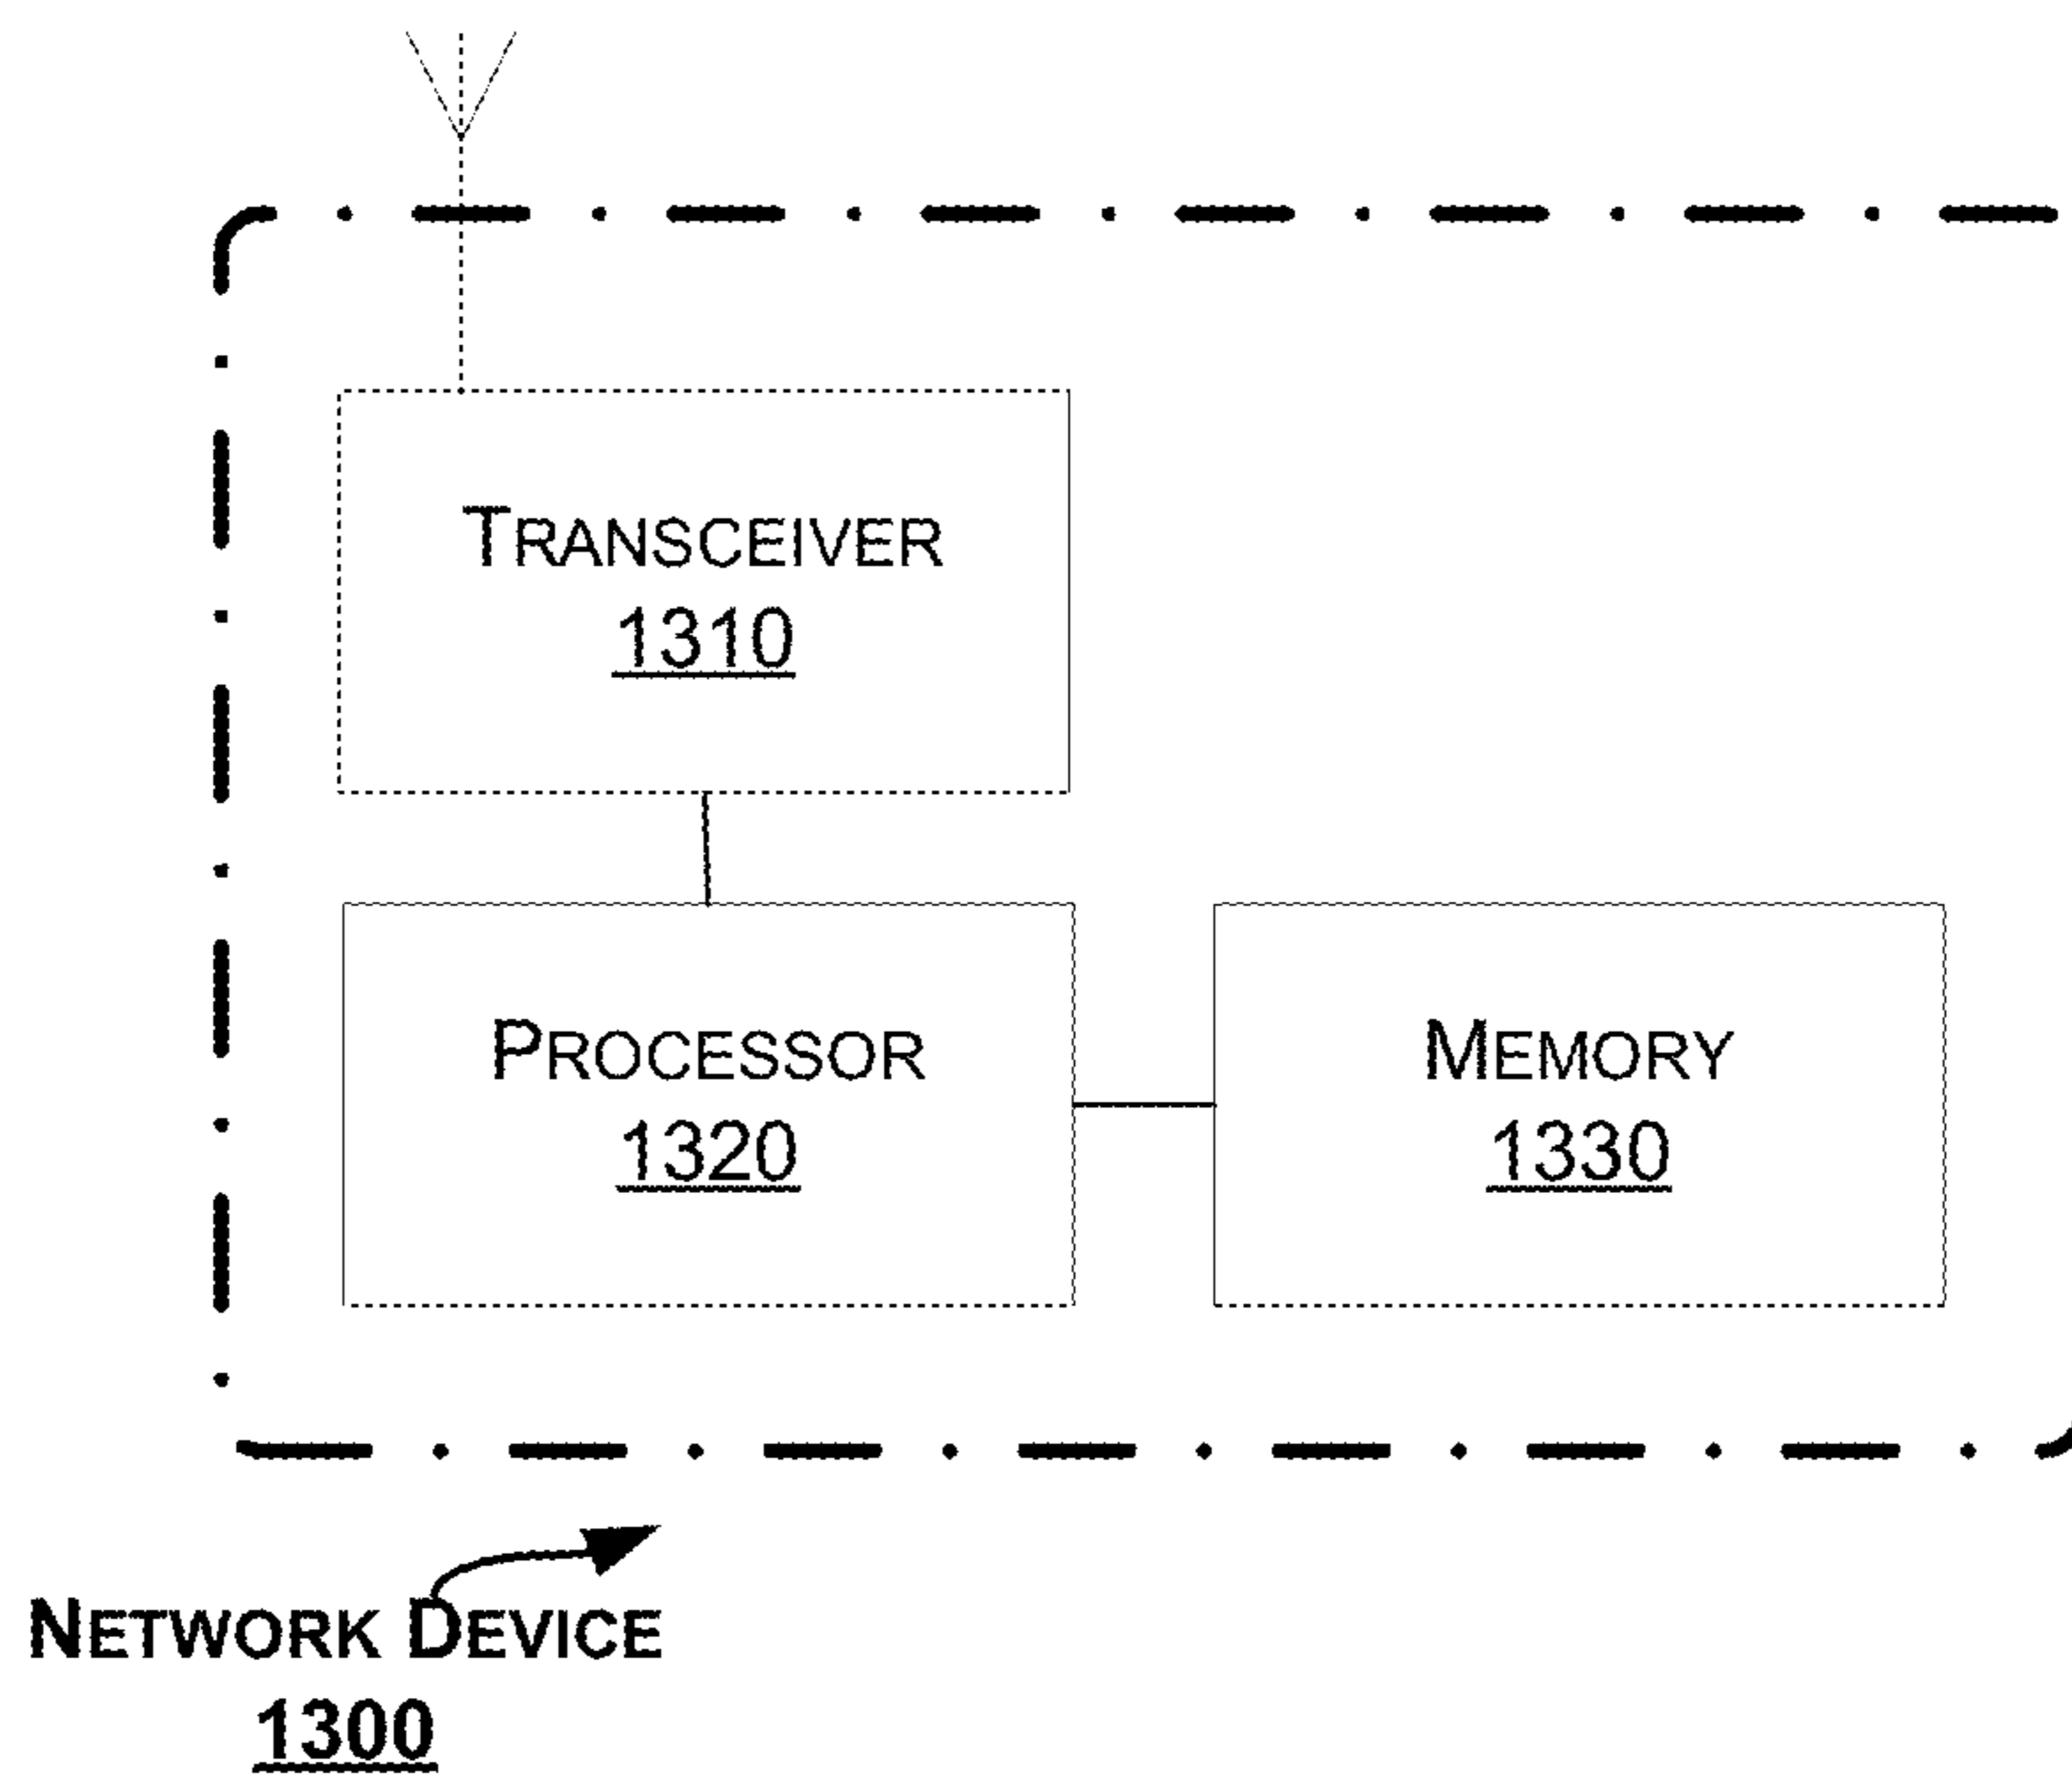 TRANSCEIVER
1310
PROCESSOR
1320
MEMORY
1330
NETWORK DEVICE
1300